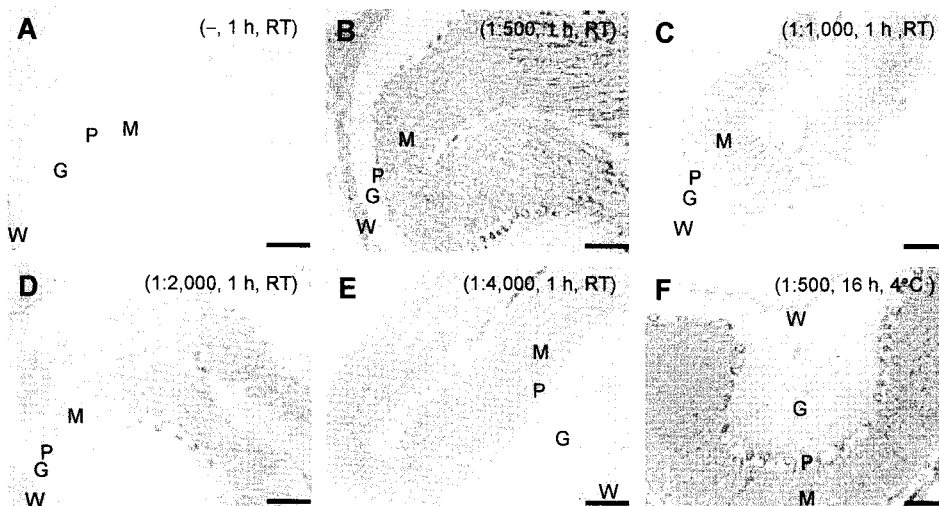 A (–, 1 h, RT)
P M
G
W
B (1:500, 1 h, RT)
M
P
G
W
C (1:1,000, 1 h ,RT)
M
P
G
W
D (1:2,000, 1 h, RT)
M
P
G
W
E (1:4,000, 1 h, RT)
M
P
G
W
F (1:500, 16 h, 4°C )
W
G
P
M